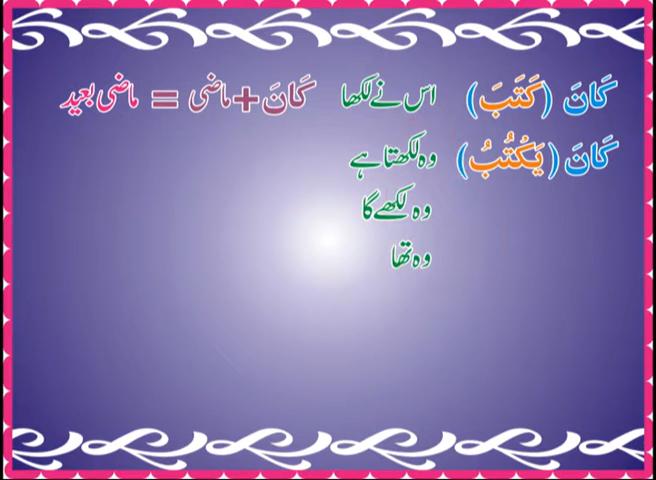 كَانَ (كَتَبَ) اس نے لکھا كَانَ+ماضی = ماضی بعید
كَانَ (يَكْتُبُ) وہ لکھتا ہے
وہ لکھے گا
وہ تھا